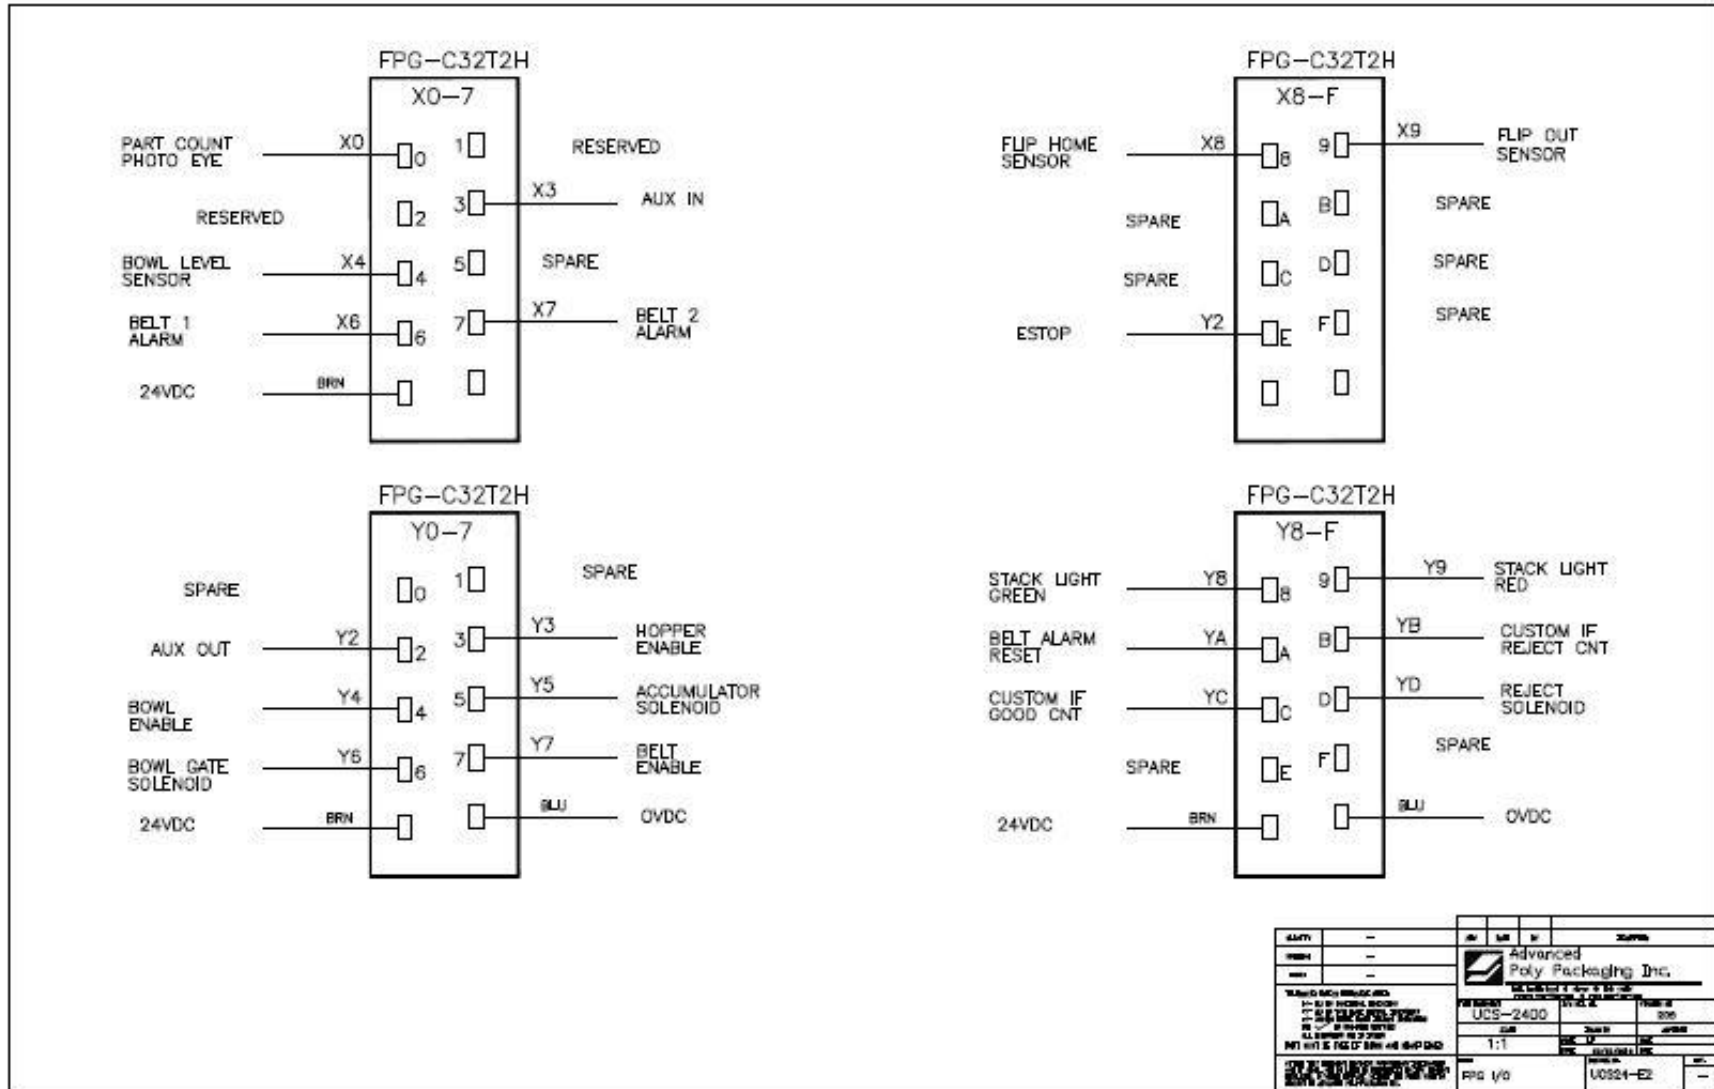 FPG-C32T2H
X0-7
PART COUNT
PHOTO EYE
X0
0
1
RESERVED
RESERVED
2
3
X3
AUX IN
BOWL LEVEL
SENSOR
X4
4
5
SPARE
BELT 1
ALARM
X6
6
7
X7
BELT 2
ALARM
24VDC
BRN
FPG-C32T2H
X8-F
FLIP HOME
SENSOR
X8
8
9
X9
FLIP OUT
SENSOR
SPARE
A
B
SPARE
SPARE
C
D
SPARE
ESTOP
Y2
E
F
SPARE
FPG-C32T2H
Y0-7
SPARE
0
1
SPARE
AUX OUT
Y2
2
3
Y3
HOPPER
ENABLE
BOWL
ENABLE
Y4
4
5
Y5
ACCUMULATOR
SOLENOID
BOWL GATE
SOLENOID
Y6
6
7
Y7
BELT
ENABLE
24VDC
BRN
BLU
0VDC
FPG-C32T2H
Y8-F
STACK LIGHT
GREEN
Y8
8
9
Y9
STACK LIGHT
RED
BELT ALARM
RESET
YA
A
B
YB
CUSTOM IF
REJECT CNT
CUSTOM IF
GOOD CNT
YC
C
D
YD
REJECT
SOLENOID
SPARE
E
F
SPARE
24VDC
BRN
BLU
0VDC
Advanced
Poly Packaging Inc.
UCS-2400
1:1
FPG I/O
UCS24-E2